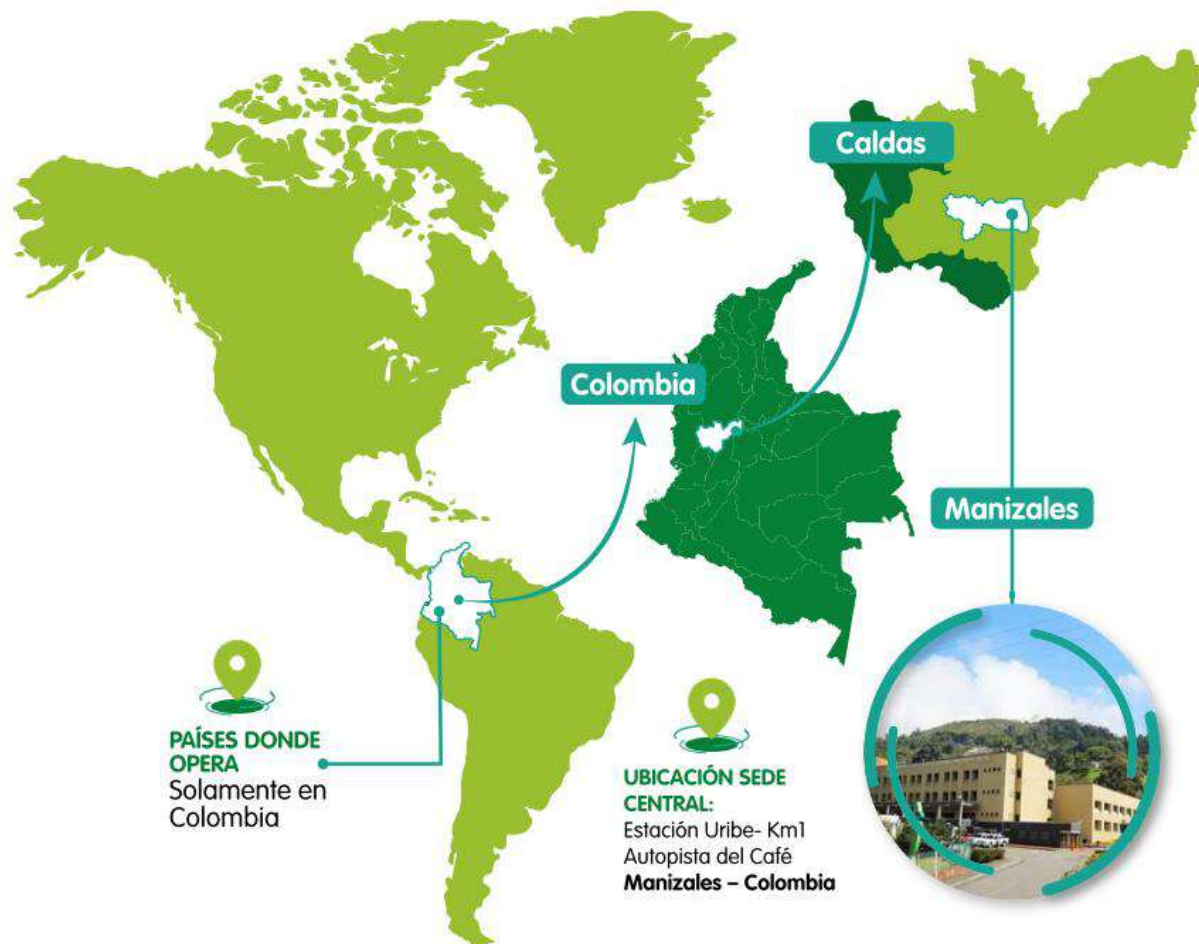 Caldas
Colombia
Manizales
PAÍSES DONDE
OPERA
Solamente en
Colombia
UBICACIÓN SEDE
CENTRAL:
Estación Uribe- Km1
Autopista del Café
Manizales – Colombia